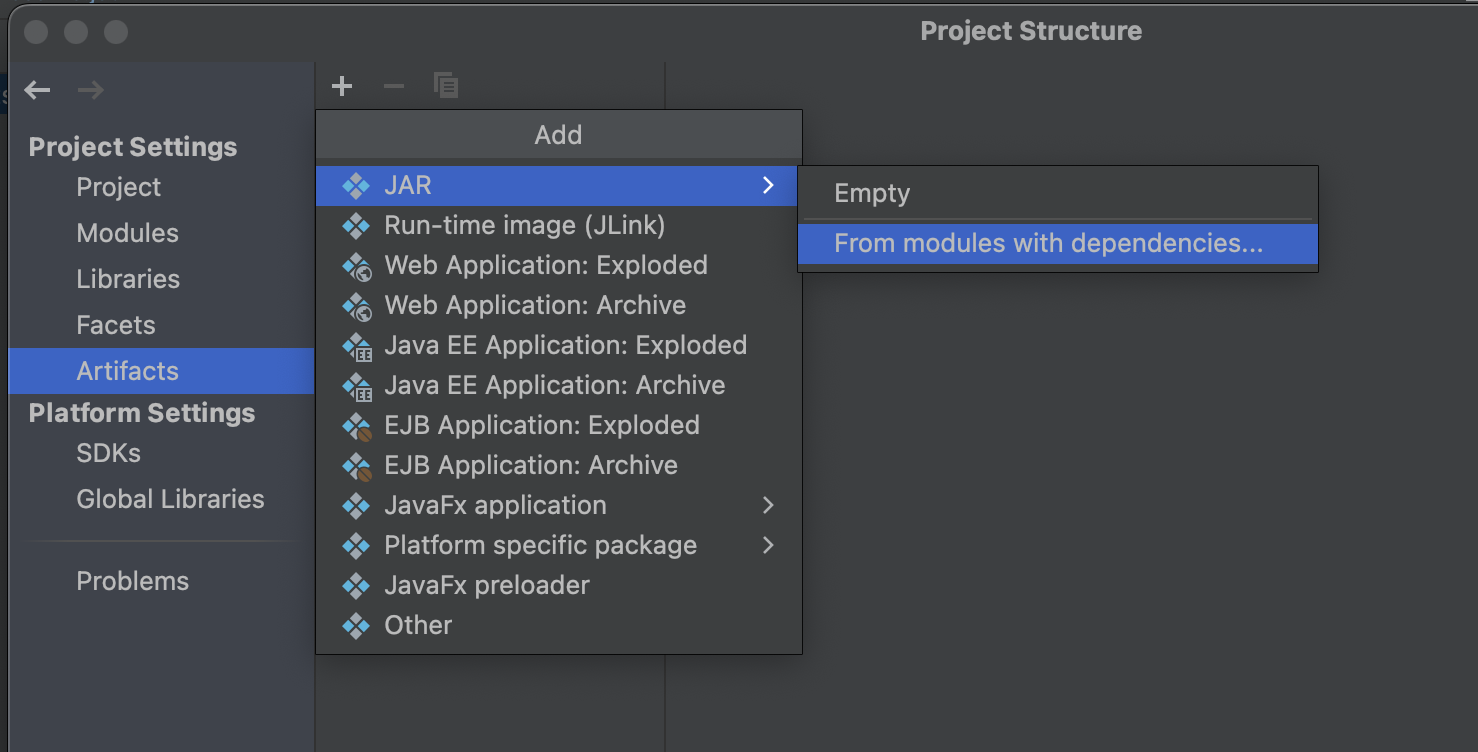 Project Structure
Project Settings
Project
Modules
Libraries
Facets
Artifacts
Platform Settings
SDKs
Global Libraries
Problems
Add
JAR
Run-time image (JLink)
Web Application: Exploded
Web Application: Archive
Java EE Application: Exploded
Java EE Application: Archive
EJB Application: Exploded
EJB Application: Archive
JavaFx application
Platform specific package
JavaFx preloader
Other
Empty
From modules with dependencies...